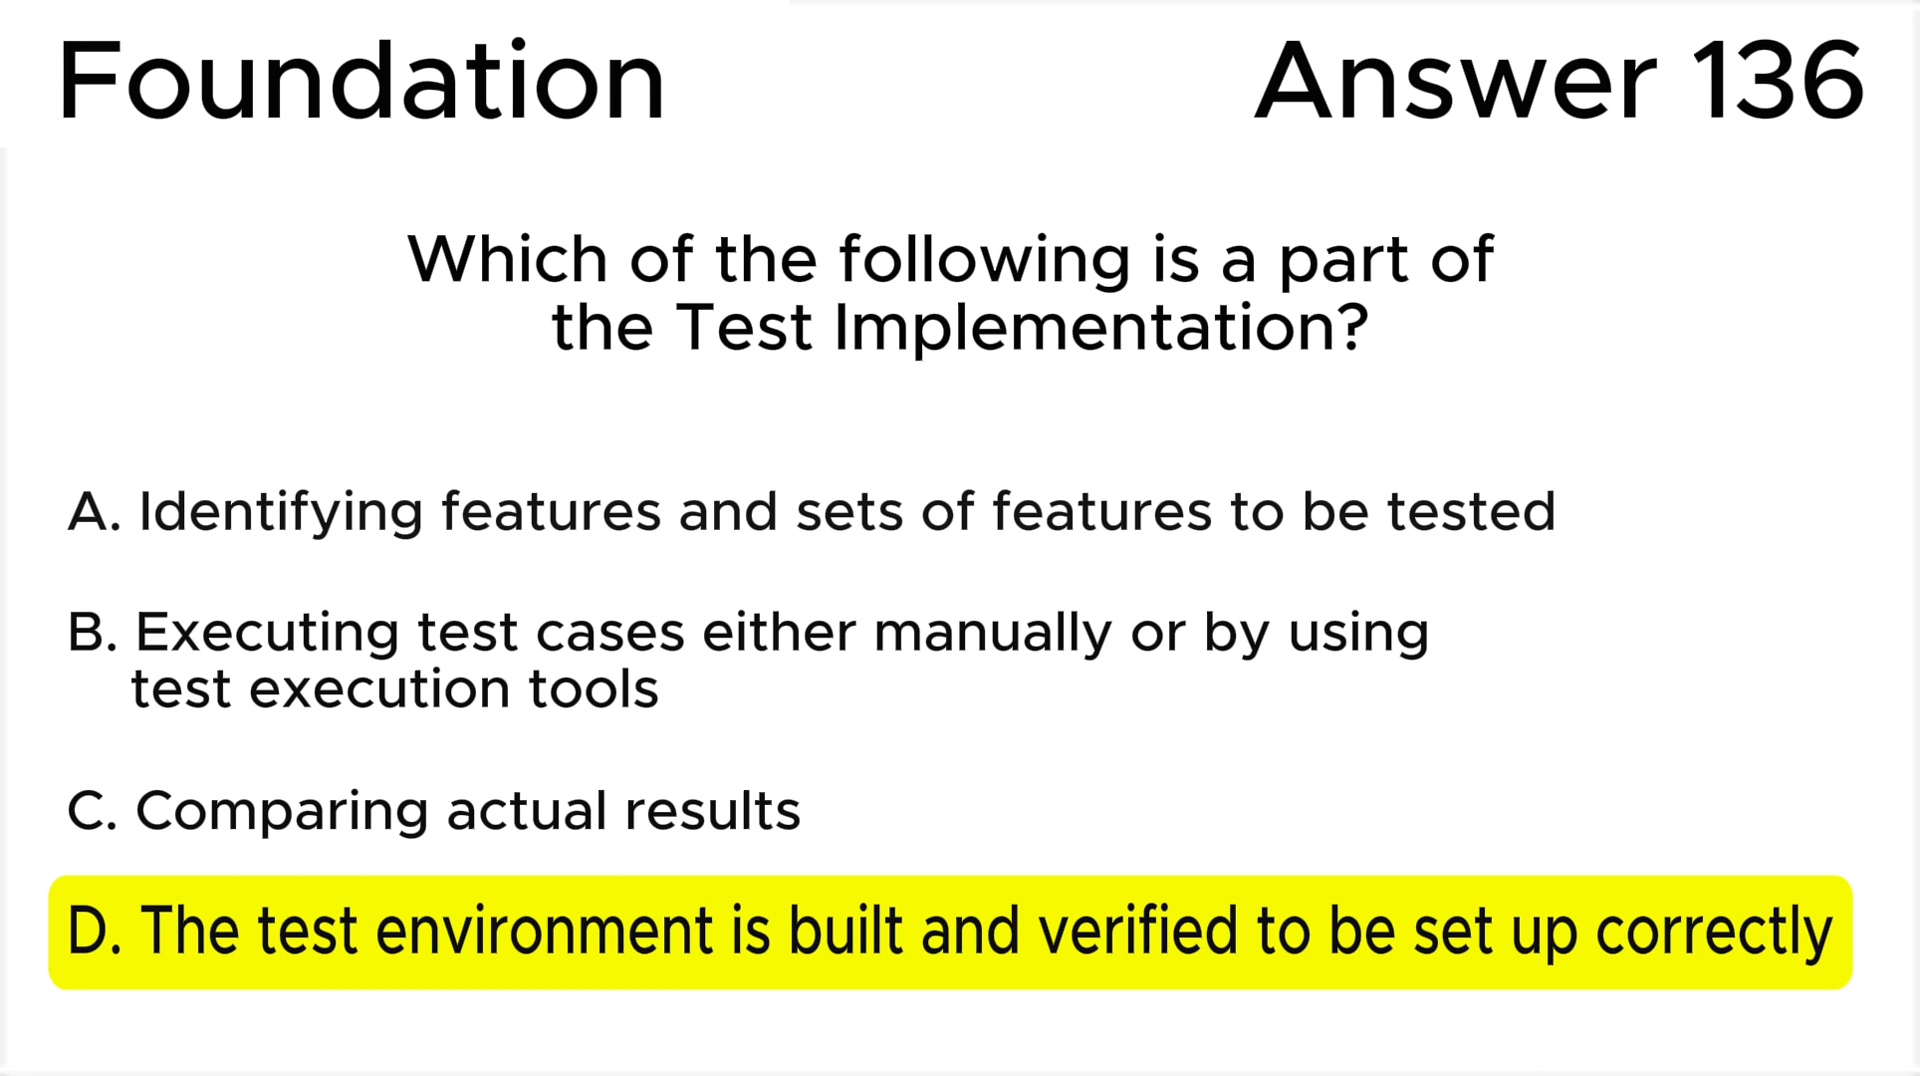 Foundation
Answer 136
Which of the following is a part of
the Test Implementation?
A. Identifying features and sets of features to be tested
B. Executing test cases either manually or by using
test execution tools
C. Comparing actual results
D. The test environment is built and verified to be set up correctly